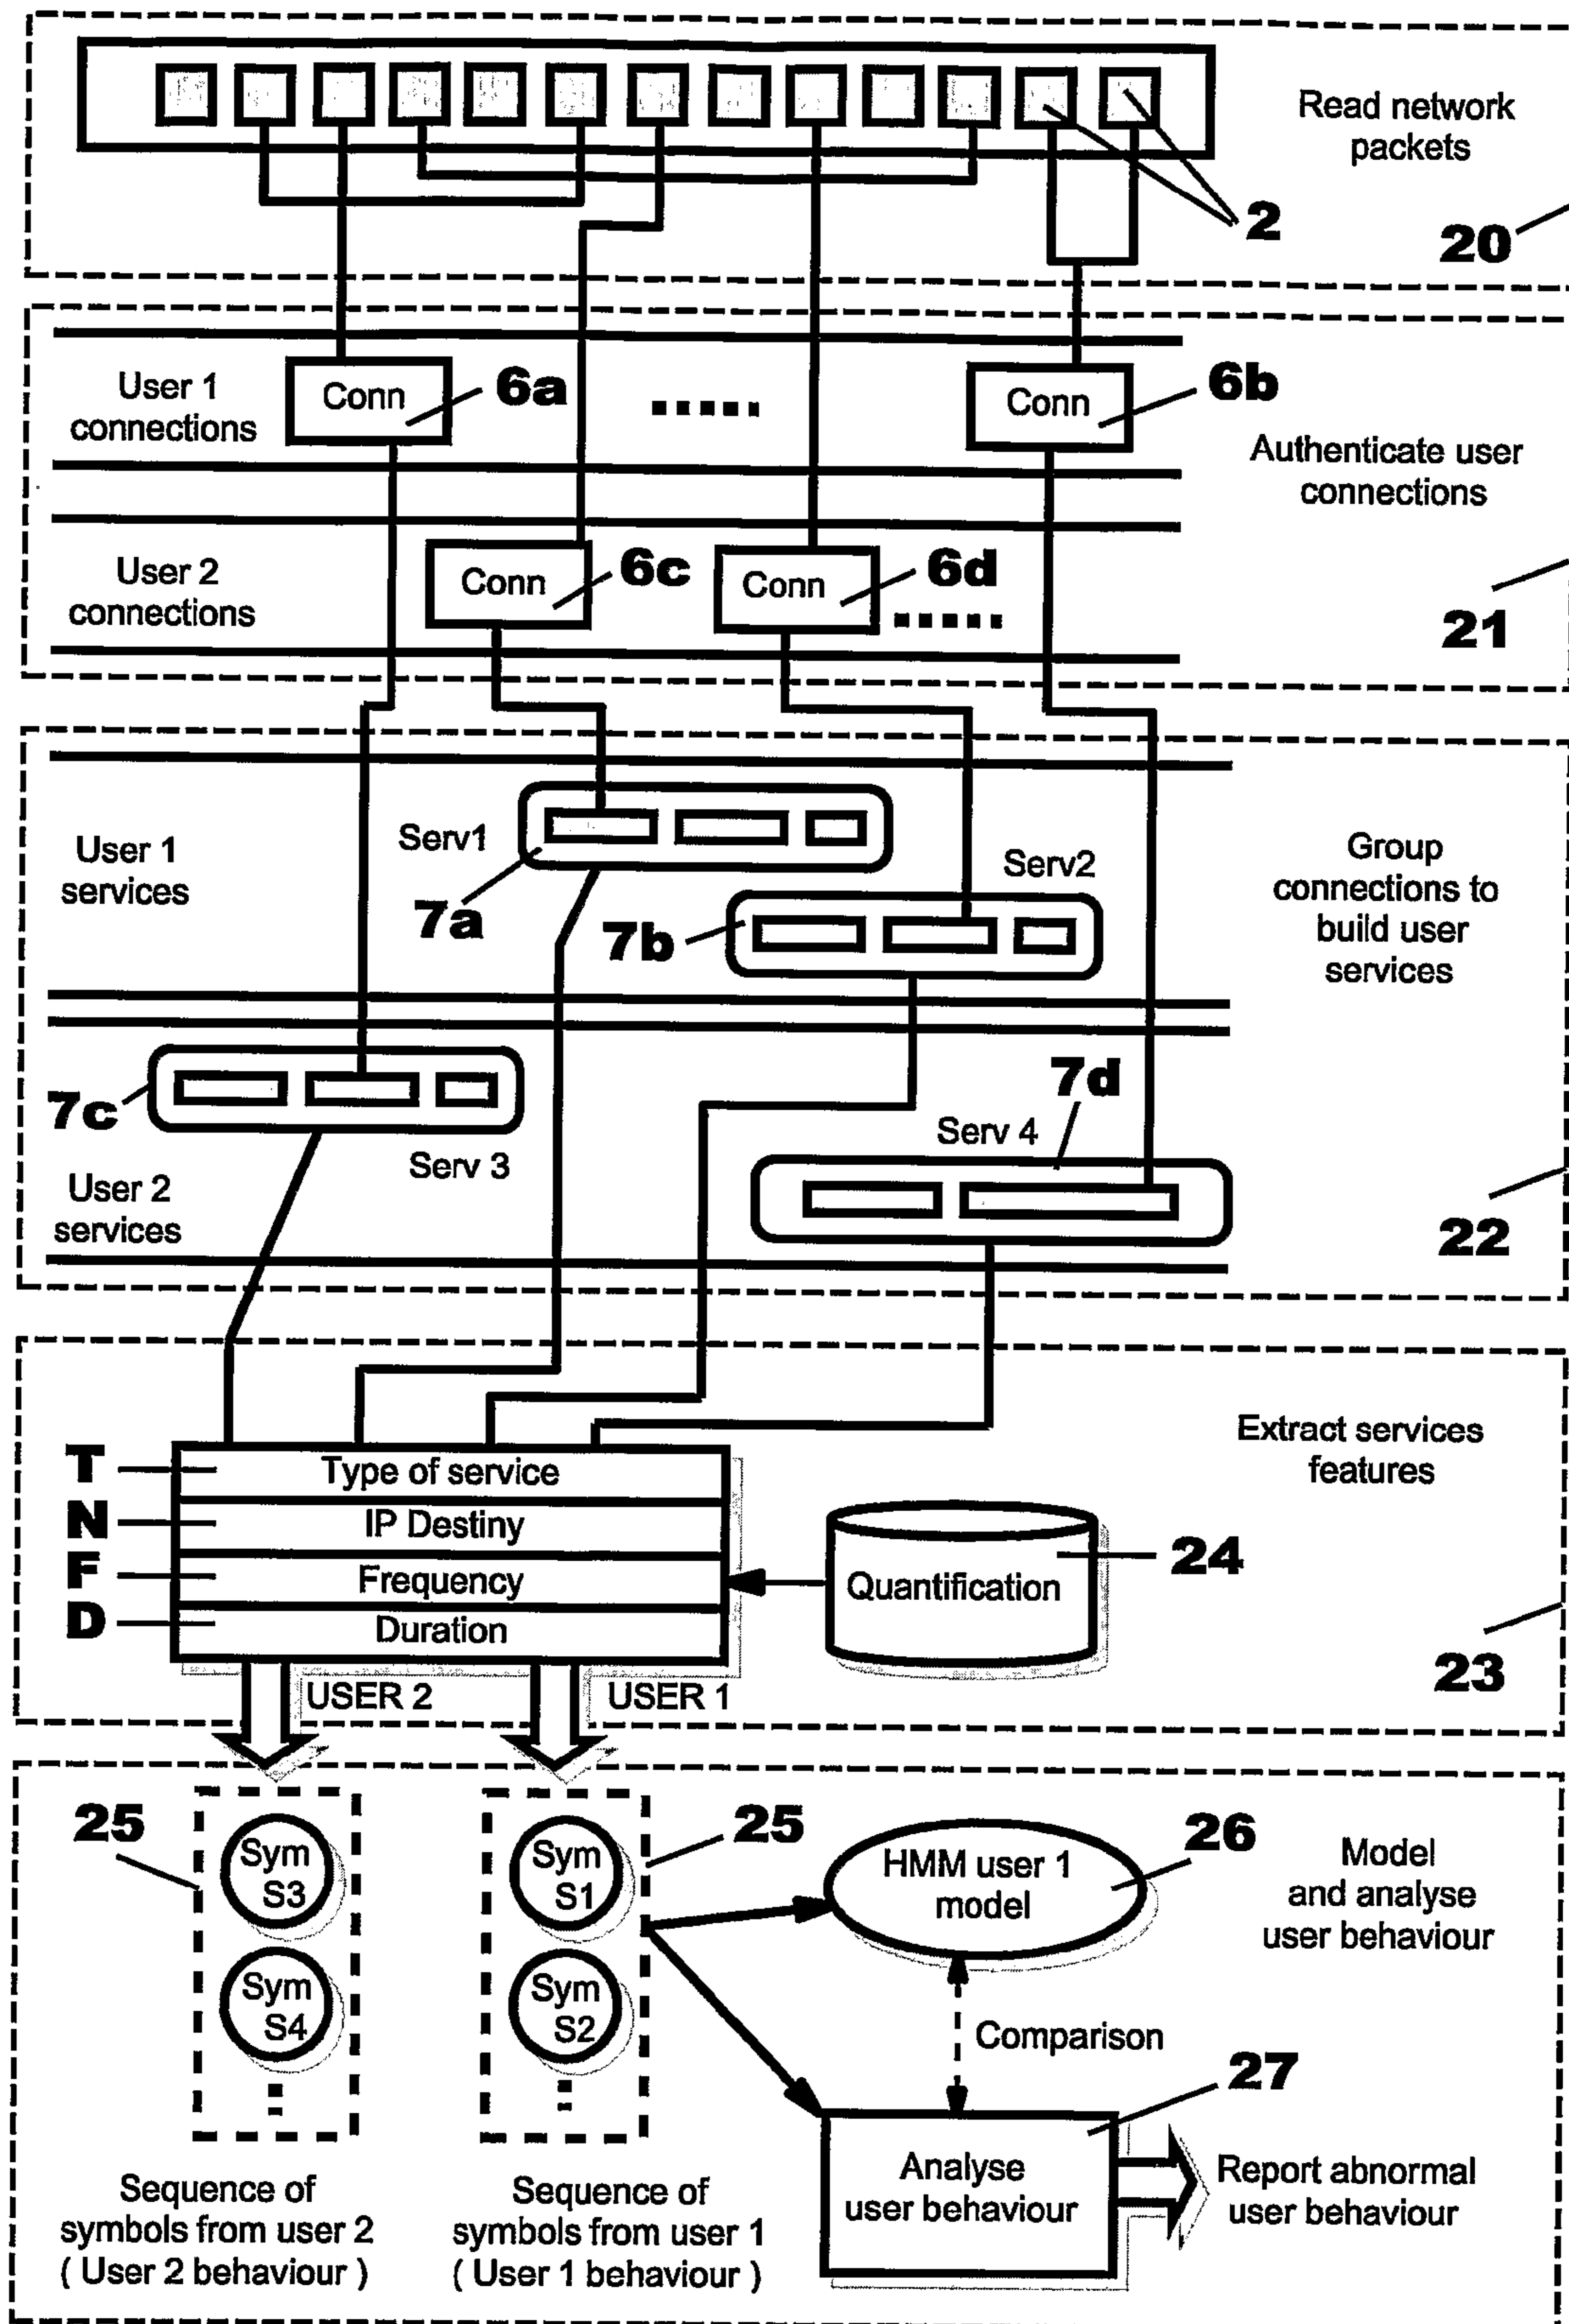 Read network
packets
2
20
User 1
connections
Conn
6a
Conn
6b
Authenticate user
connections
User 2
connections
Conn
6c
Conn
6d
21
User 1
services
Serv1
7a
Serv2
7b
Group
connections to
build user
services
7c
Serv 3
7d
Serv 4
User 2
services
22
Extract services
features
T
Type of service
N
IP Destiny
F
Frequency
D
Duration
Quantification
24
23
USER 2
USER 1
25
Sym
S3
Sym
S4
Sym
S1
Sym
S2
25
HMM user 1
model
26
Model
and analyse
user behaviour
Comparison
27
Analyse
user behaviour
Report abnormal
user behaviour
Sequence of
symbols from user 2
( User 2 behaviour )
Sequence of
symbols from user 1
( User 1 behaviour )